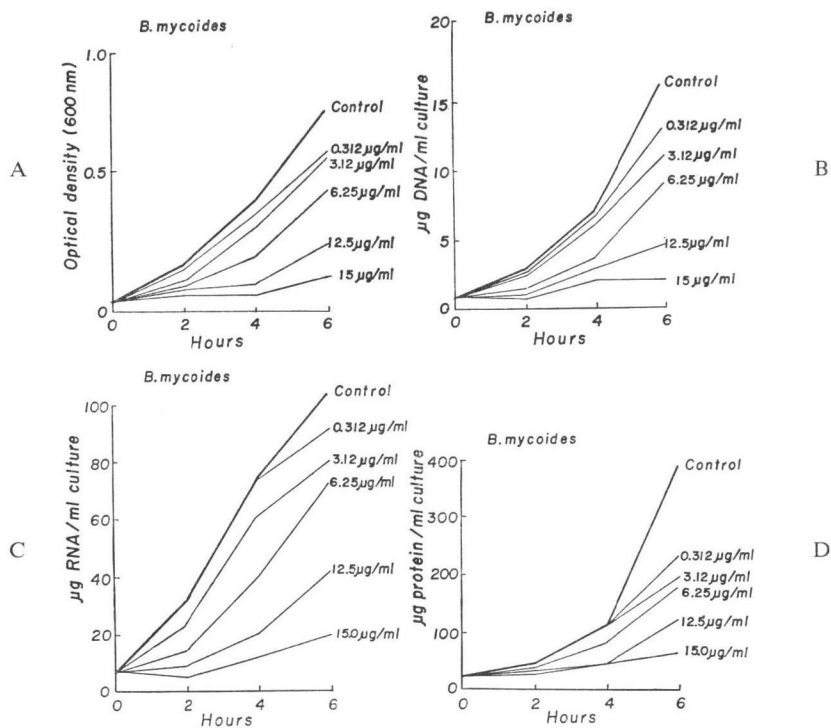 A
B. mycoides
Optical density (600 nm)
1.0
0.5
0
0 2 4 6
Hours
Control
0.312 µg/ml
3.12 µg/ml
6.25 µg/ml
12.5 µg/ml
15 µg/ml
B
B. mycoides
µg DNA/ml culture
20
15
10
5
0
0 2 4 6
Hours
Control
0.312 µg/ml
3.12 µg/ml
6.25 µg/ml
12.5 µg/ml
15 µg/ml
C
B. mycoides
µg RNA/ml culture
100
80
60
40
20
0
0 2 4 6
Hours
Control
0.312 µg/ml
3.12 µg/ml
6.25 µg/ml
12.5 µg/ml
15.0 µg/ml
D
B. mycoides
µg protein/ml culture
400
300
200
100
0
0 2 4 6
Hours
Control
0.312 µg/ml
3.12 µg/ml
6.25 µg/ml
12.5 µg/ml
15.0 µg/ml